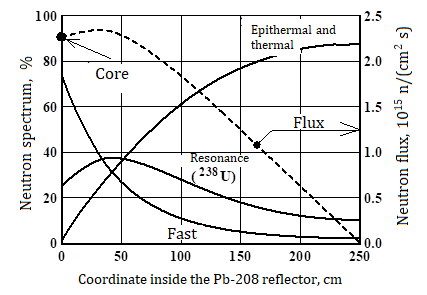 100
80
60
40
20
0
Neutron spectrum, %
2.5
2.0
1.5
1.0
0.5
0.0
Neutron flux, 10¹⁵ n/(cm² s)
Epithermal and
thermal
Core
Flux
Resonance
(²³⁸U)
Fast
0
50
100
150
200
250
Coordinate inside the Pb-208 reflector, cm